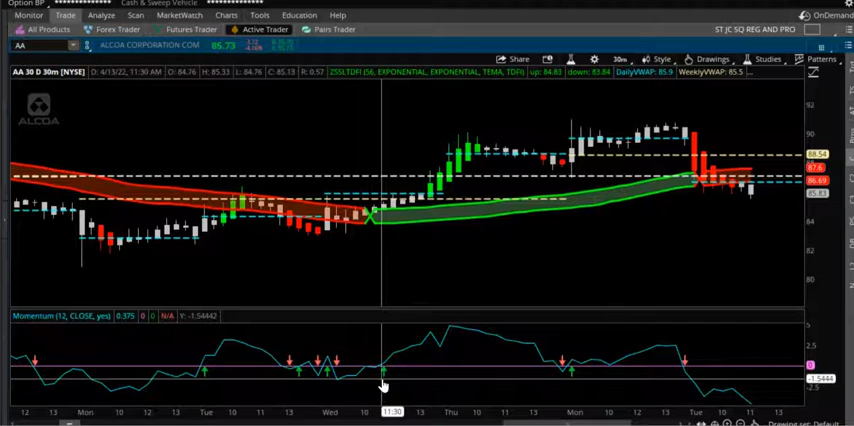 Option BP
Cash & Sweep Vehicle
Monitor Trade Analyze Scan MarketWatch Charts Tools Education Help OnDemand
All Products Forex Trader Futures Trader Active Trader Pairs Trader ST JC SQ REG AND PRO
AA ALCOA CORPORATION COM 85.73
Share 30m Style Drawings Studies Patterns
AA 30 D 30m [NYSE] D: 4/13/22, 11:30 AM O: 84.76 H: 85.33 L: 84.76 C: 85.13 R: 0.57 ZSSLTDFI (56, EXPONENTIAL, EXPONENTIAL, TEMA, TDFI) up: 84.83 down: 83.84 DailyVWAP: 85.9 WeeklyVWAP: 85.5 ...
ALCOA
92
90
88.54
87.6
86.69
85.83
84
82
80
Momentum (12, CLOSE, yes) 0.375 0 0 N/A Y: -1.54442
5
2.5
0
-1.5444
-2.5
12 13 Mon 10 12 Tue 10 11 13 Wed 10 11:30 13 Thu 10 11 12 Mon 10 11 13 Tue 10 11 13
Drawing set: Default